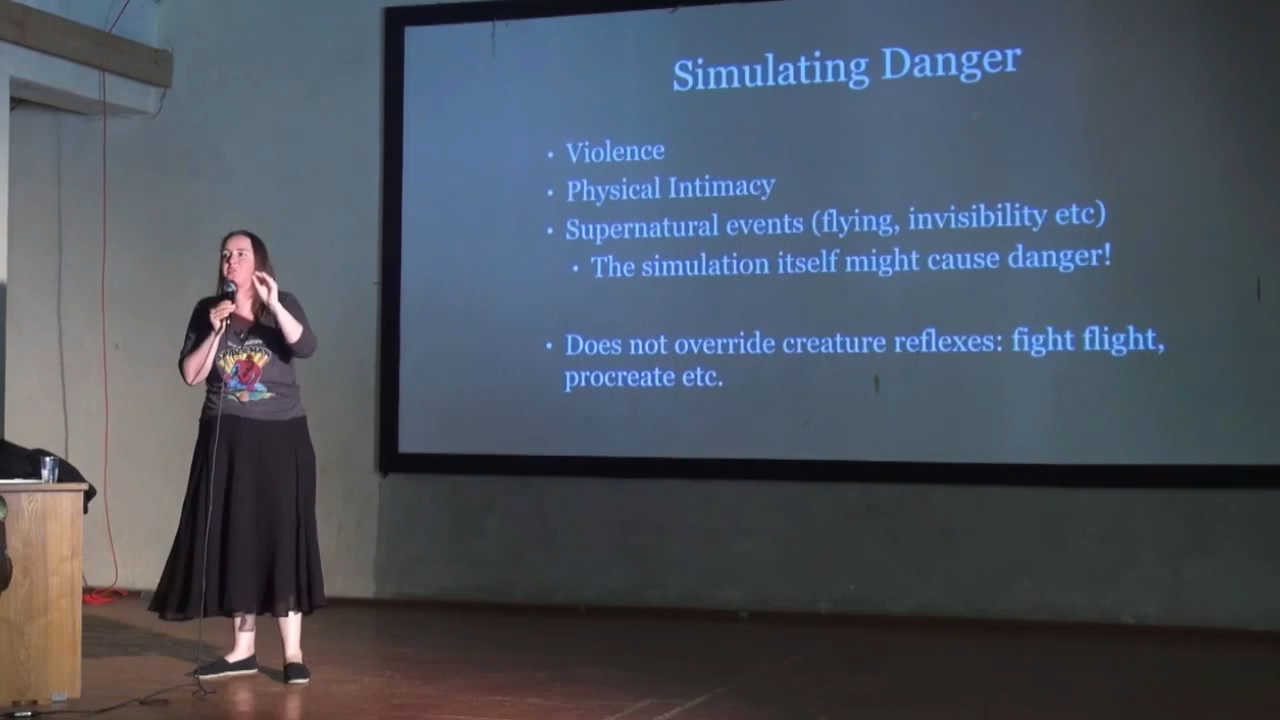 Simulating Danger
• Violence
• Physical Intimacy
• Supernatural events (flying, invisibility etc)
• The simulation itself might cause danger!
• Does not override creature reflexes: fight flight,
procreate etc.